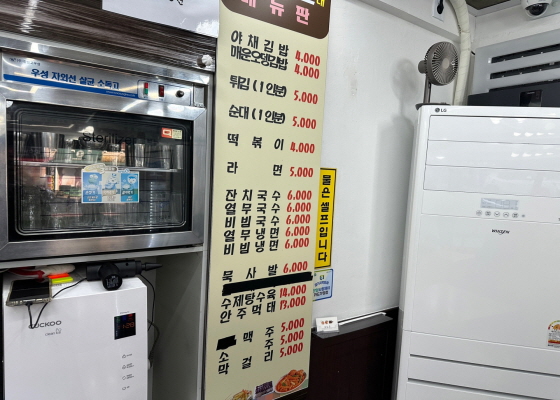 메뉴판
야채김밥 4.000
매운오뎅김밥 4.000
튀김(1인분) 5.000
순대(1인분) 5.000
떡볶이 4.000
라면 5.000
잔치국수 6.000
열무국수 6.000
비빔국수 6.000
열무냉면 6.000
비빔냉면 6.000
묵사발 6.000
수제탕수육 14.000
안주먹태 13.000
맥주 5.000
소주 5.000
막걸리 5.000
우성 자외선 살균 소독고
CUCKOO
물은 셀프입니다
LG
WHISEN